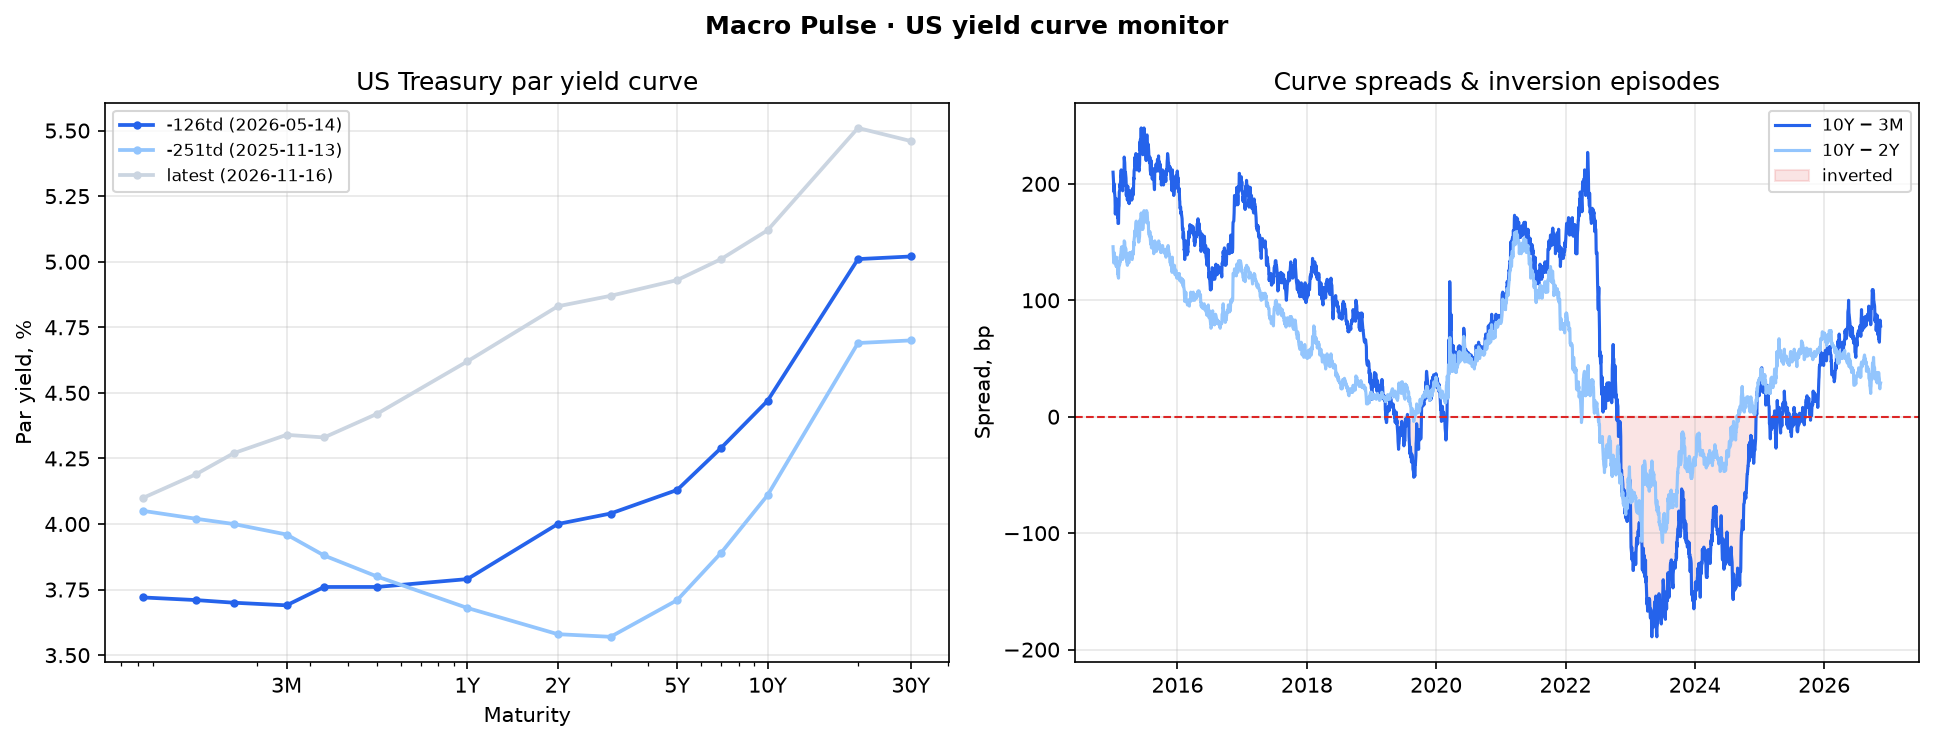 Macro Pulse · US yield curve monitor
US Treasury par yield curve
-126td (2026-05-14)
-251td (2025-11-13)
latest (2026-11-16)
Par yield, %
5.50
5.25
5.00
4.75
4.50
4.25
4.00
3.75
3.50
3M 1Y 2Y 5Y 10Y 30Y
Maturity
Curve spreads & inversion episodes
10Y − 3M
10Y − 2Y
inverted
Spread, bp
200
100
0
−100
−200
2016 2018 2020 2022 2024 2026